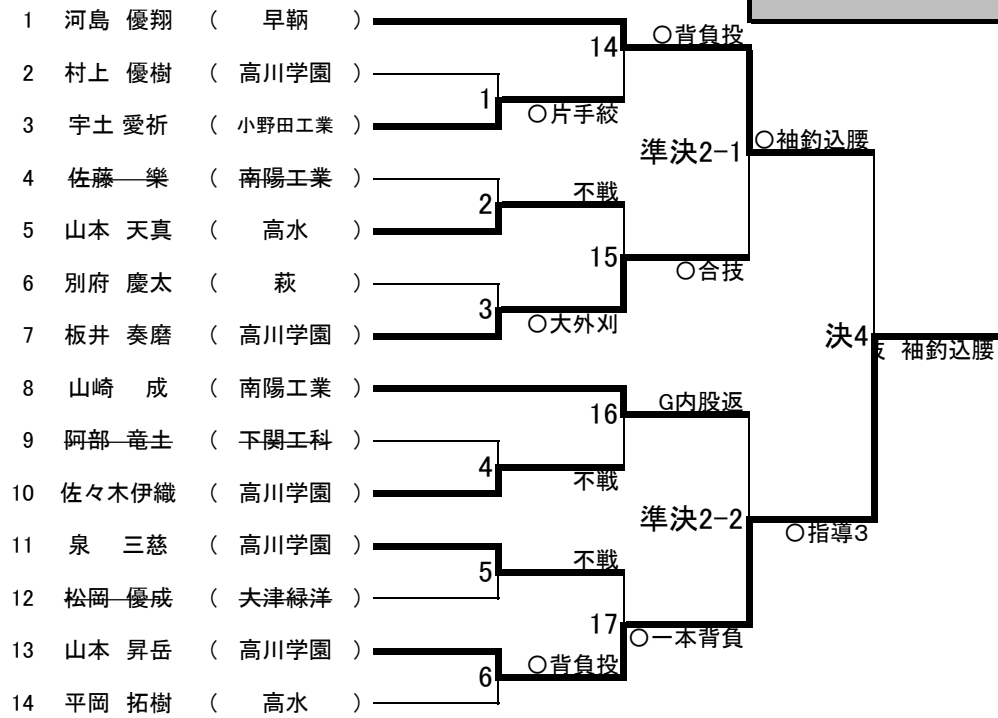 1 河島 優翔 ( 早鞆 )
14
○背負投
2 村上 優樹 ( 高川学園 )
1
○片手絞
3 宇土 愛祈 ( 小野田工業 )
準決2-1
○袖釣込腰
4 佐藤 樂 ( 南陽工業 )
2
不戦
5 山本 天真 ( 高水 )
15
○合技
6 別府 慶太 ( 萩 )
3
○大外刈
7 板井 奏磨 ( 高川学園 )
決4
袖釣込腰
8 山崎 成 ( 南陽工業 )
16
G内股返
9 阿部 竜土 ( 下関工科 )
4
不戦
10 佐々木伊織 ( 高川学園 )
準決2-2
○指導3
11 泉 三慈 ( 高川学園 )
5
不戦
12 松岡 優成 ( 大津緑洋 )
17
○一本背負
13 山本 昇岳 ( 高川学園 )
6
○背負投
14 平岡 拓樹 ( 高水 )